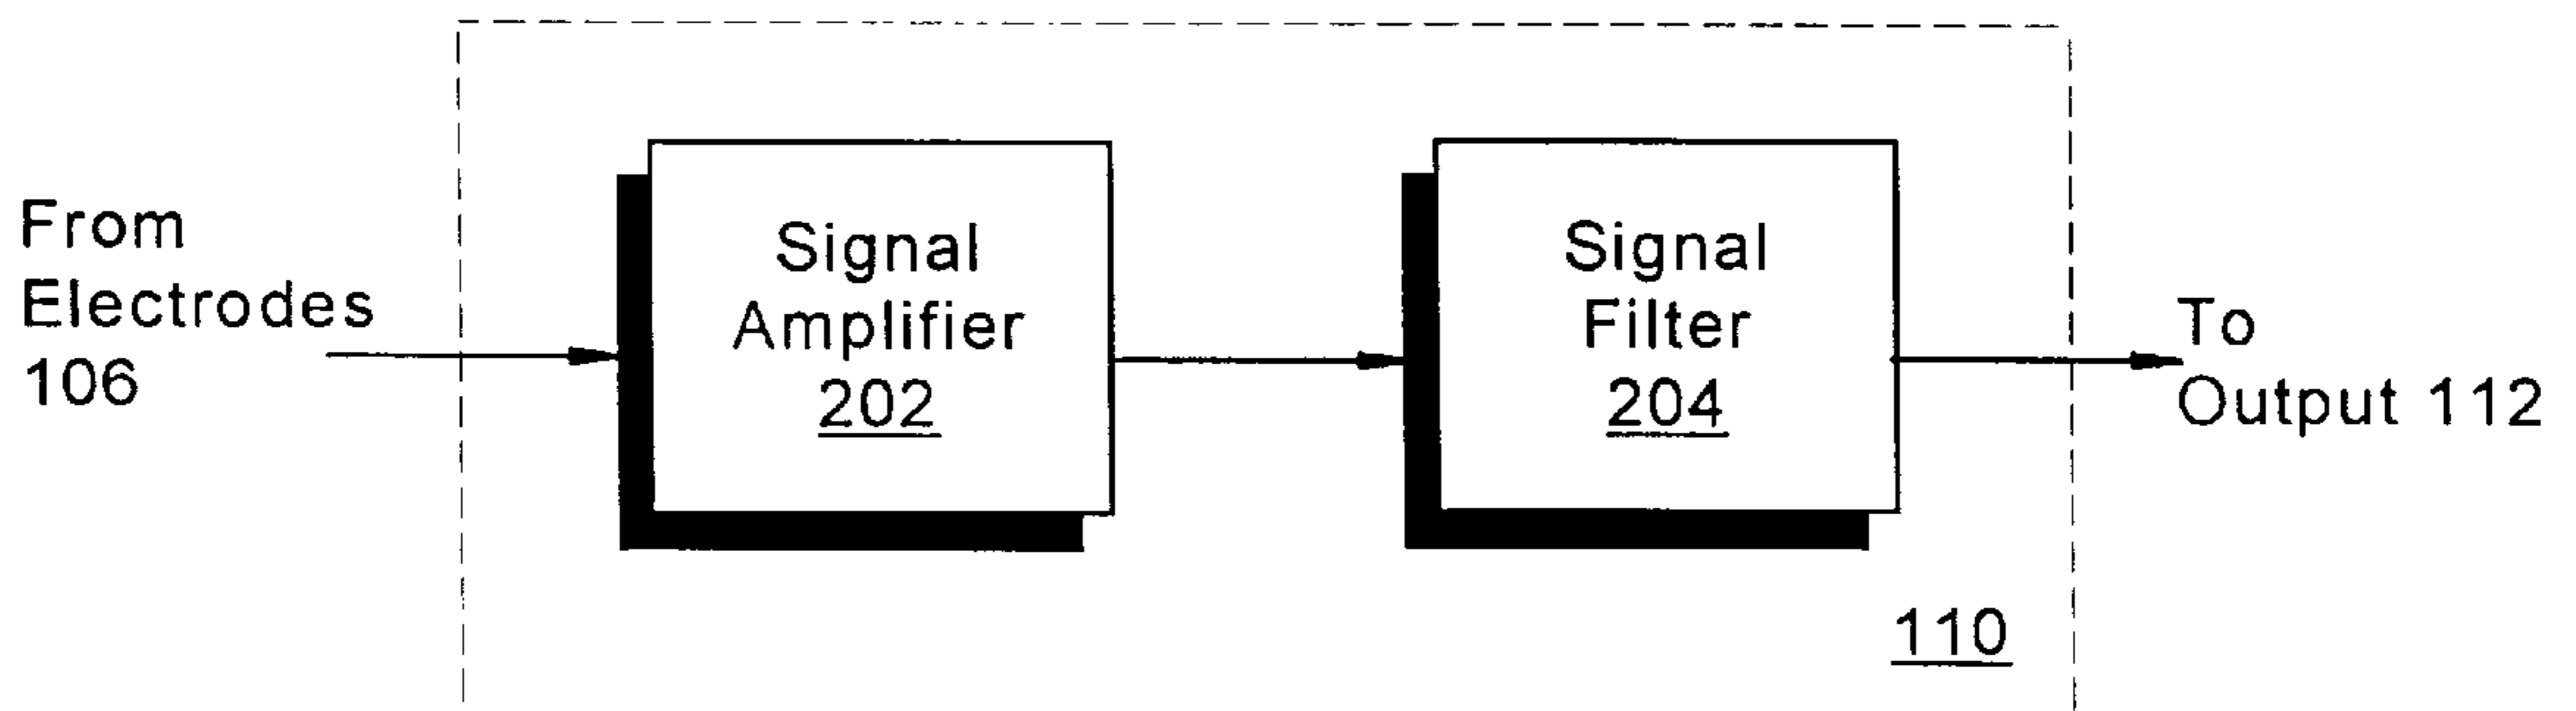 From
Electrodes
106
Signal
Amplifier
202
Signal
Filter
204
To
Output 112
110